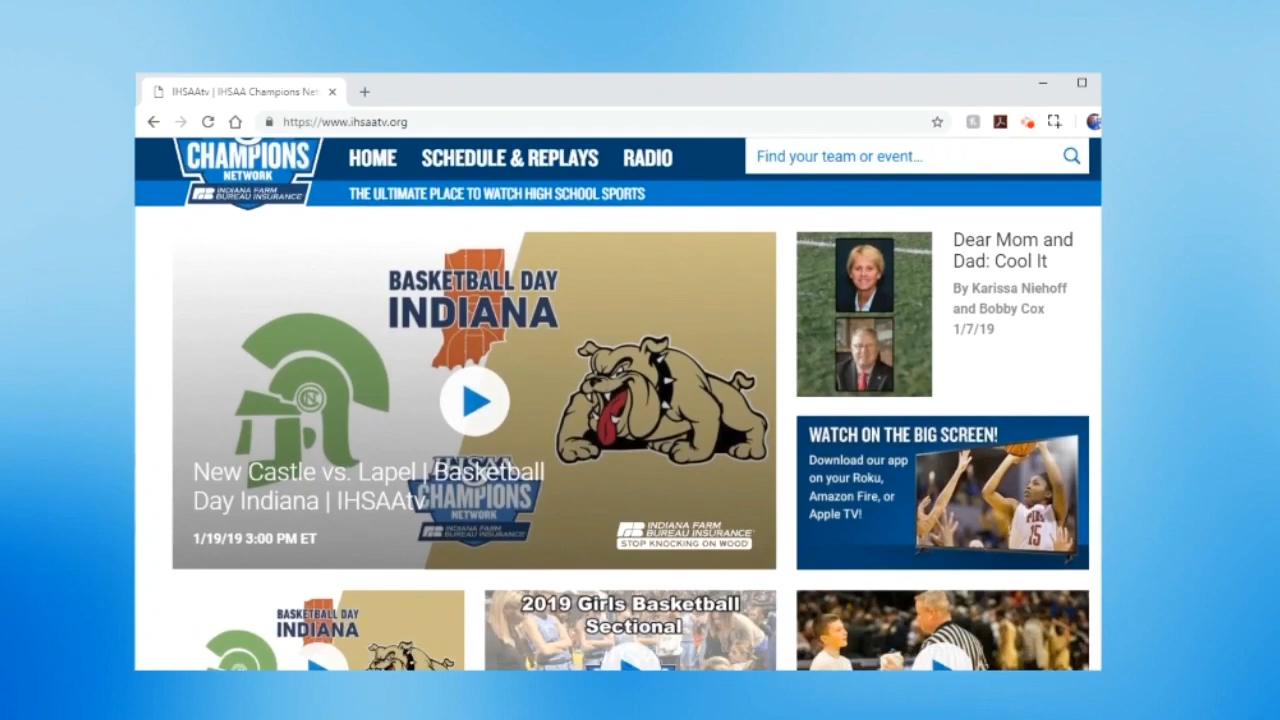 IHSAAtv | IHSAA Champions Net
https://www.ihsaatv.org
CHAMPIONS
NETWORK
INDIANA FARM
BUREAU INSURANCE
HOME
SCHEDULE & REPLAYS
RADIO
Find your team or event...
THE ULTIMATE PLACE TO WATCH HIGH SCHOOL SPORTS
BASKETBALL DAY
INDIANA
NC
New Castle vs. Lapel | Basketball
Day Indiana | IHSAAtv
1/19/19 3:00 PM ET
IHSAA
CHAMPIONS
NETWORK
INDIANA FARM
BUREAU INSURANCE
INDIANA FARM
BUREAU INSURANCE
STOP KNOCKING ON WOOD
Dear Mom and
Dad: Cool It
By Karissa Niehoff
and Bobby Cox
1/7/19
WATCH ON THE BIG SCREEN!
Download our app
on your Roku,
Amazon Fire, or
Apple TV!
15
BASKETBALL DAY
INDIANA
2019 Girls Basketball
Sectional